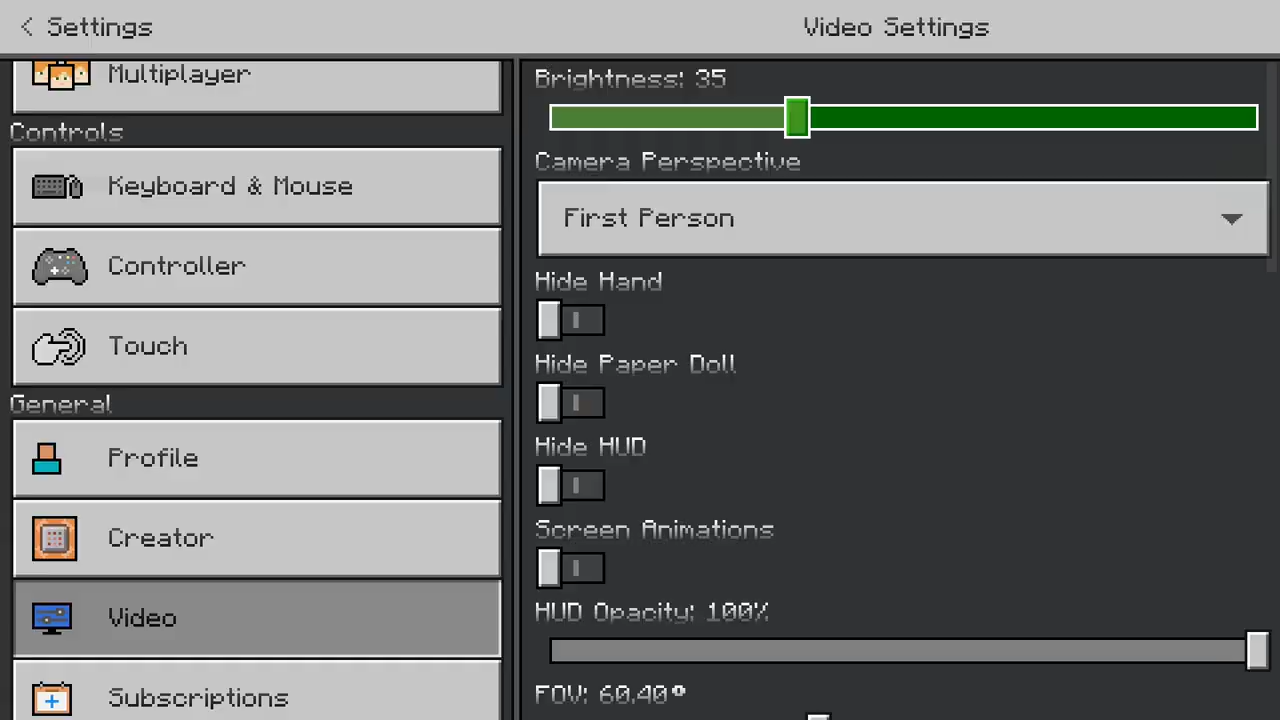 Settings
Video Settings
Multiplayer
Controls
Keyboard & Mouse
Controller
Touch
General
Profile
Creator
Video
Subscriptions
Brightness: 35
Camera Perspective
First Person
Hide Hand
Hide Paper Doll
Hide HUD
Screen Animations
HUD Opacity: 100%
FOV: 60.40°